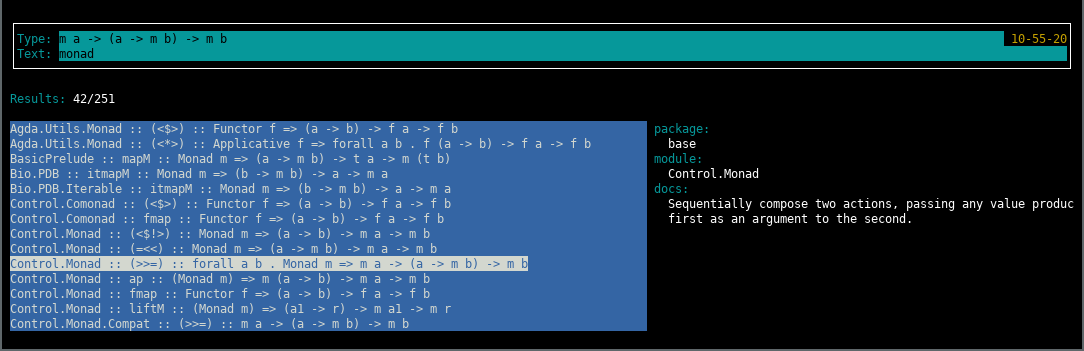 Type: m a -> (a -> m b) -> m b 10-55-20
Text: monad
Results: 42/251
Agda.Utils.Monad :: (<$>) :: Functor f => (a -> b) -> f a -> f b
Agda.Utils.Monad :: (<*>) :: Applicative f => forall a b . f (a -> b) -> f a -> f b
BasicPrelude :: mapM :: Monad m => (a -> m b) -> t a -> m (t b)
Bio.PDB :: itmapM :: Monad m => (b -> m b) -> a -> m a
Bio.PDB.Iterable :: itmapM :: Monad m => (b -> m b) -> a -> m a
Control.Comonad :: (<$>) :: Functor f => (a -> b) -> f a -> f b
Control.Comonad :: fmap :: Functor f => (a -> b) -> f a -> f b
Control.Monad :: (<$!>) :: Monad m => (a -> b) -> m a -> m b
Control.Monad :: (=<<) :: Monad m => (a -> m b) -> m a -> m b
Control.Monad :: (>>=) :: forall a b . Monad m => m a -> (a -> m b) -> m b
Control.Monad :: ap :: (Monad m) => m (a -> b) -> m a -> m b
Control.Monad :: fmap :: Functor f => (a -> b) -> f a -> f b
Control.Monad :: liftM :: (Monad m) => (a1 -> r) -> m a1 -> m r
Control.Monad.Compat :: (>>=) :: m a -> (a -> m b) -> m b
package:
base
module:
Control.Monad
docs:
Sequentially compose two actions, passing any value produc
first as an argument to the second.